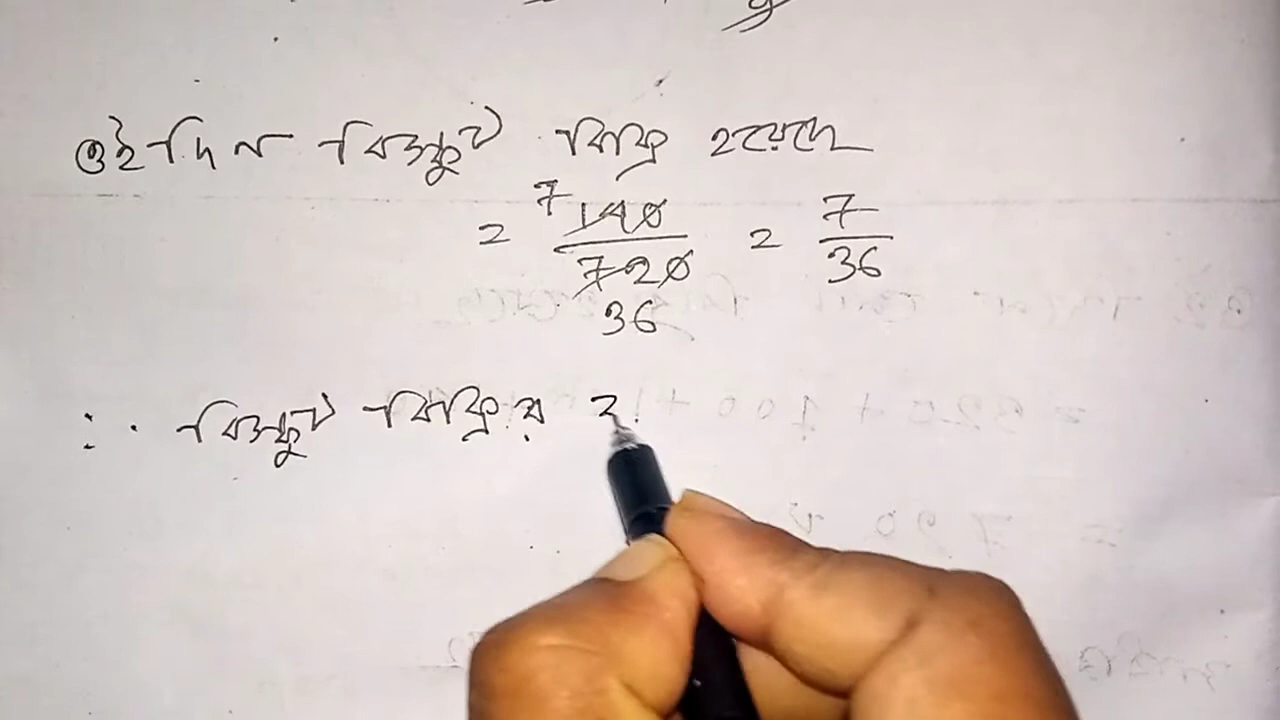 ওইদিন বিস্কুট বিক্রি হয়েছে
= 7 140/720 36 = 7/36
∴ বিস্কুট বিক্রির